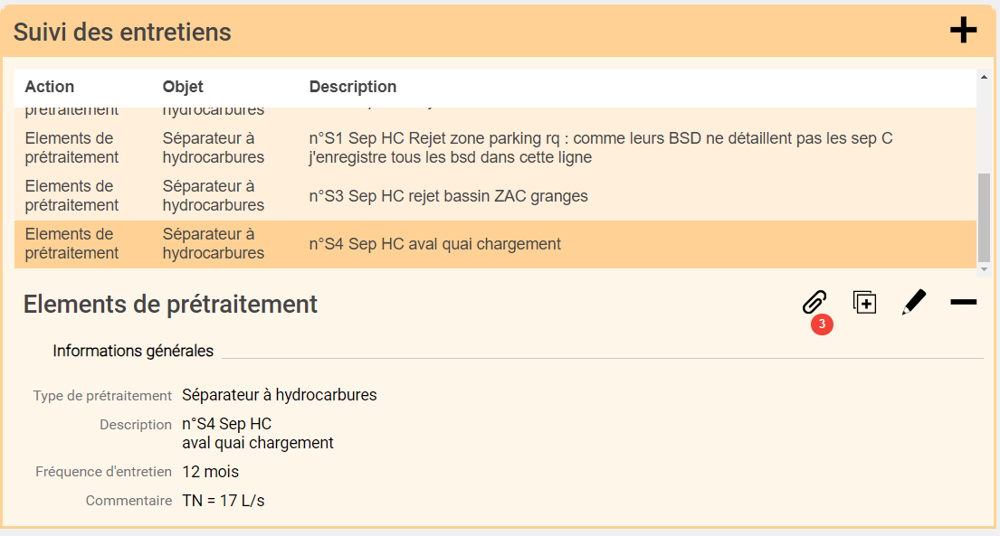 Suivi des entretiens
Action Objet Description
prétraitement hydrocarbures
Elements de Séparateur à n°S1 Sep HC Rejet zone parking rq : comme leurs BSD ne détaillent pas les sep C
prétraitement hydrocarbures j'enregistre tous les bsd dans cette ligne
Elements de Séparateur à
prétraitement hydrocarbures n°S3 Sep HC rejet bassin ZAC granges
Elements de Séparateur à
prétraitement hydrocarbures n°S4 Sep HC aval quai chargement
Elements de prétraitement
3
Informations générales
Type de prétraitement Séparateur à hydrocarbures
Description n°S4 Sep HC
aval quai chargement
Fréquence d'entretien 12 mois
Commentaire TN = 17 L/s